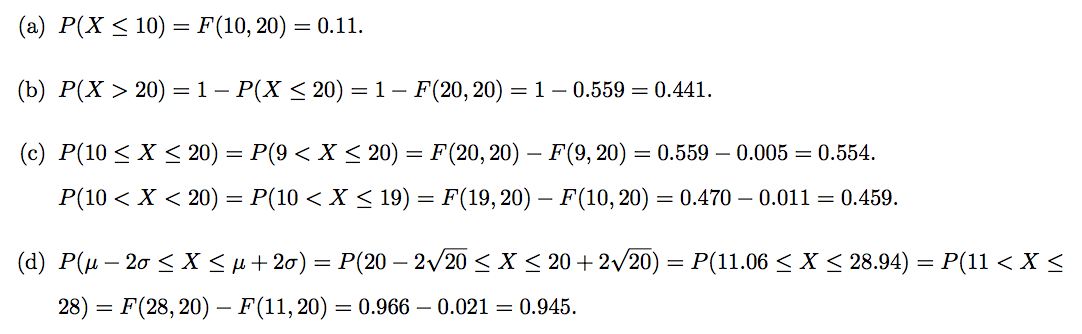 (a) P(X ≤ 10) = F(10, 20) = 0.11.
(b) P(X > 20) = 1 − P(X ≤ 20) = 1 − F(20, 20) = 1 − 0.559 = 0.441.
(c) P(10 ≤ X ≤ 20) = P(9 < X ≤ 20) = F(20, 20) − F(9, 20) = 0.559 − 0.005 = 0.554.
P(10 < X < 20) = P(10 < X ≤ 19) = F(19, 20) − F(10, 20) = 0.470 − 0.011 = 0.459.
(d) P(μ − 2σ ≤ X ≤ μ + 2σ) = P(20 − 2√20 ≤ X ≤ 20 + 2√20) = P(11.06 ≤ X ≤ 28.94) = P(11 < X ≤
28) = F(28, 20) − F(11, 20) = 0.966 − 0.021 = 0.945.